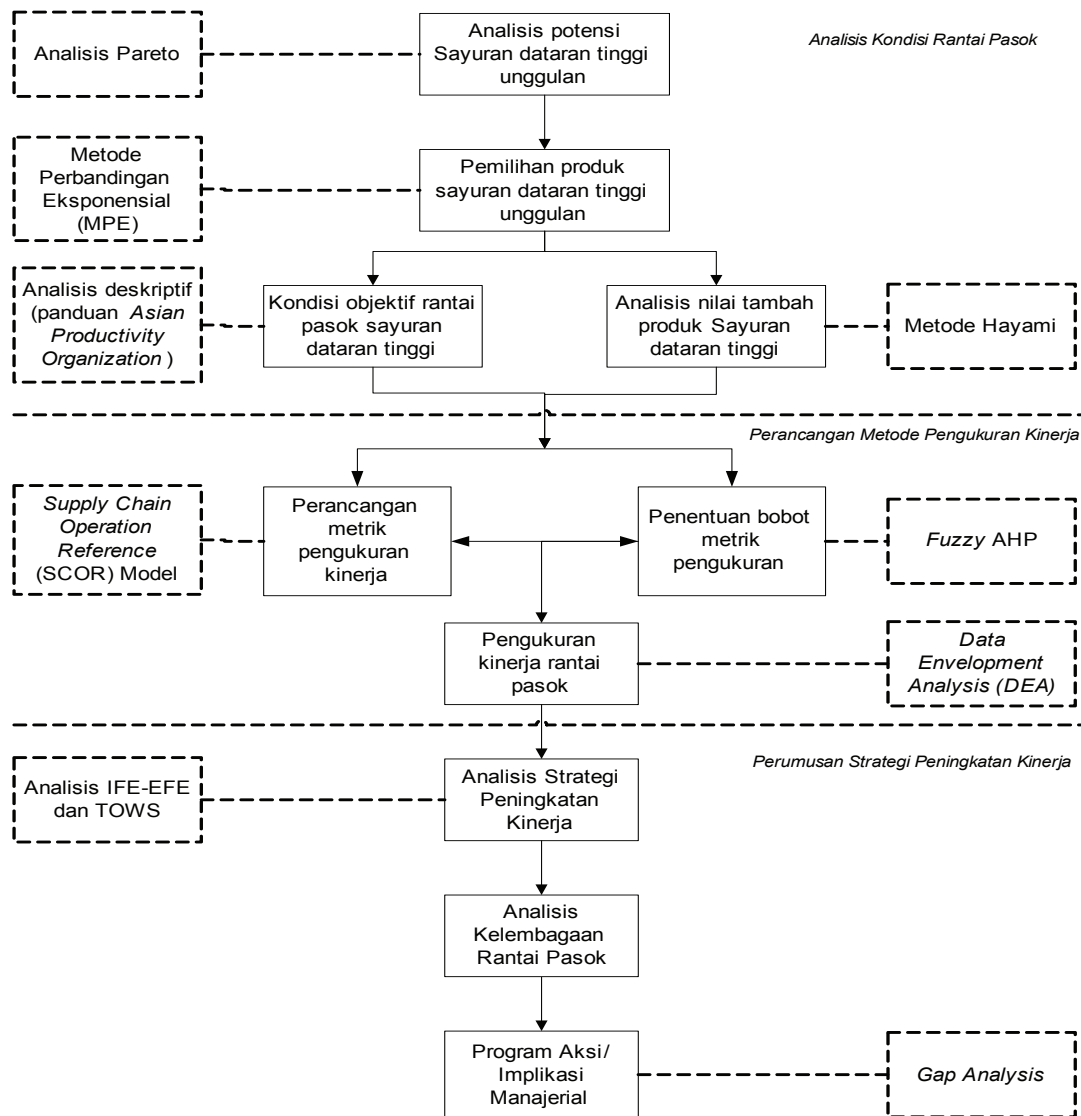 Analisis Pareto
Analisis potensi
Sayuran dataran tinggi
unggulan
Analisis Kondisi Rantai Pasok
Metode
Perbandingan
Eksponensial
(MPE)
Pemilihan produk
sayuran dataran tinggi
unggulan
Analisis deskriptif
(panduan Asian
Productivity
Organization )
Kondisi objektif rantai
pasok sayuran
dataran tinggi
Analisis nilai tambah
produk Sayuran
dataran tinggi
Metode Hayami
Perancangan Metode Pengukuran Kinerja
Supply Chain
Operation
Reference
(SCOR) Model
Perancangan
metrik
pengukuran
kinerja
Penentuan bobot
metrik
pengukuran
Fuzzy AHP
Pengukuran
kinerja rantai
pasok
Data
Envelopment
Analysis (DEA)
Perumusan Strategi Peningkatan Kinerja
Analisis IFE-EFE
dan TOWS
Analisis Strategi
Peningkatan
Kinerja
Analisis
Kelembagaan
Rantai Pasok
Program Aksi/
Implikasi
Manajerial
Gap Analysis